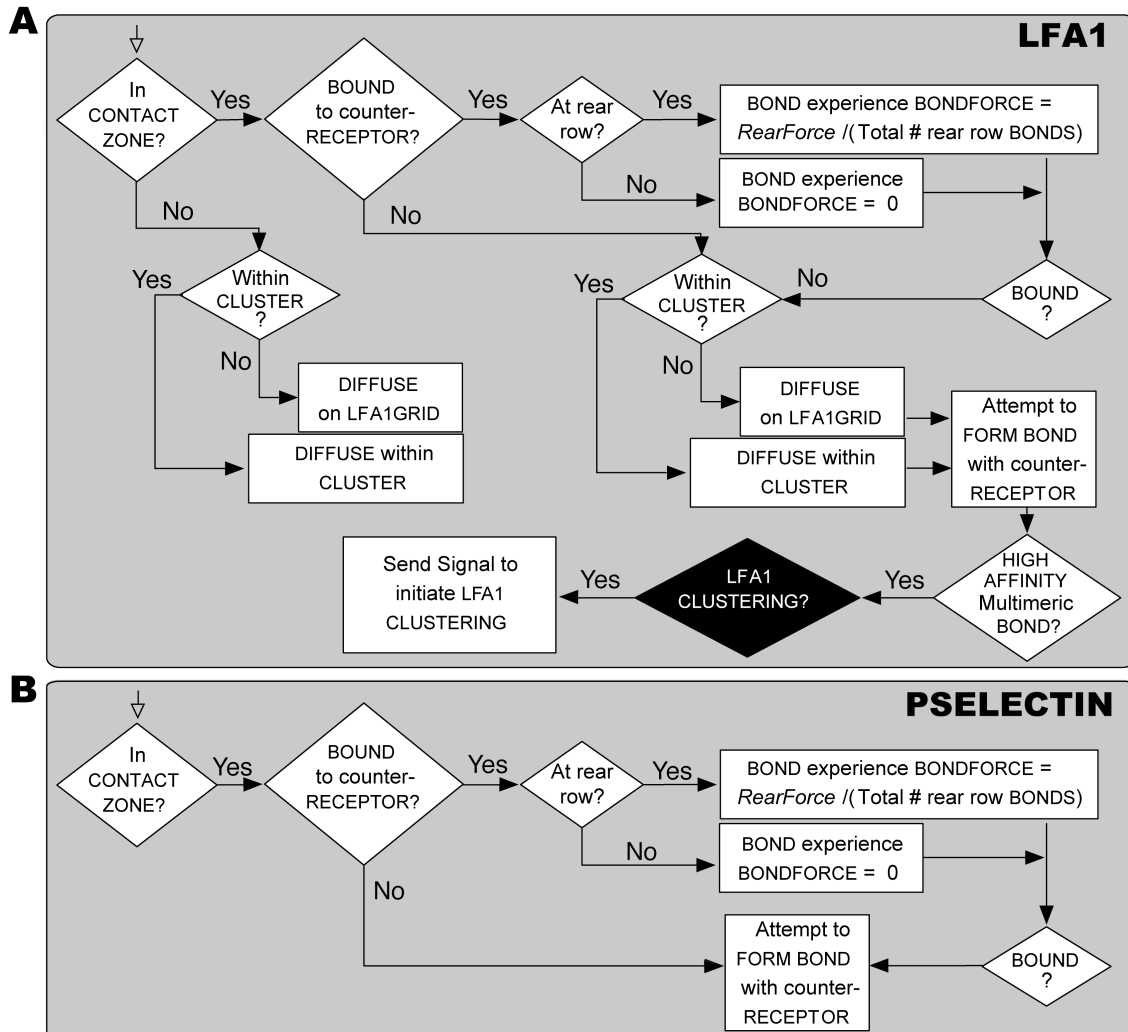 A
LFA1
In
CONTACT
ZONE?
Yes
BOUND
to counter-
RECEPTOR?
Yes
At rear
row?
Yes
BOND experience BONDFORCE =
RearForce /(Total # rear row BONDS)
No
BOND experience
BONDFORCE = 0
No
No
Within
CLUSTER
?
Yes
No
DIFFUSE
on LFA1GRID
DIFFUSE within
CLUSTER
Within
CLUSTER
?
Yes
No
No
BOUND
?
DIFFUSE
on LFA1GRID
DIFFUSE within
CLUSTER
Attempt to
FORM BOND
with counter-
RECEPTOR
HIGH
AFFINITY
Multimeric
BOND?
Yes
LFA1
CLUSTERING?
Yes
Send Signal to
initiate LFA1
CLUSTERING
B
PSELECTIN
In
CONTACT
ZONE?
Yes
BOUND
to counter-
RECEPTOR?
Yes
At rear
row?
Yes
BOND experience BONDFORCE =
RearForce /(Total # rear row BONDS)
No
BOND experience
BONDFORCE = 0
No
Attempt to
FORM BOND
with counter-
RECEPTOR
BOUND
?